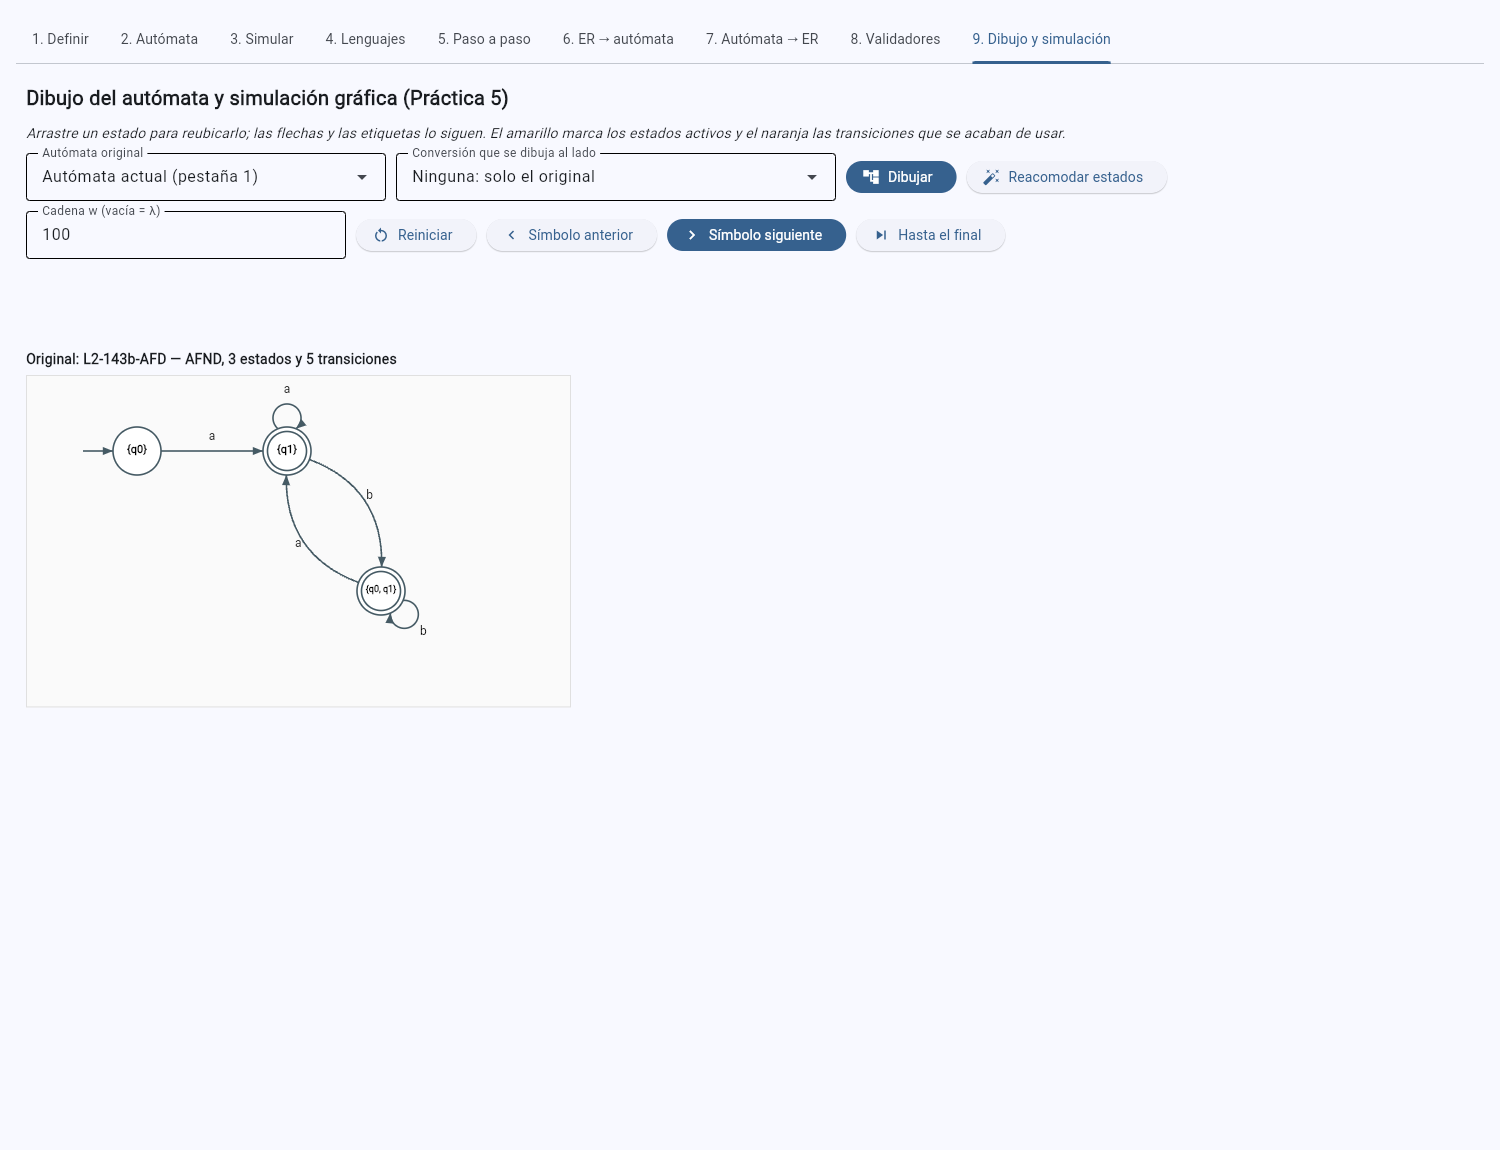 1. Definir 2. Autómata 3. Simular 4. Lenguajes 5. Paso a paso 6. ER → autómata 7. Autómata → ER 8. Validadores 9. Dibujo y simulación
Dibujo del autómata y simulación gráfica (Práctica 5)
Arrastre un estado para reubicarlo; las flechas y las etiquetas lo siguen. El amarillo marca los estados activos y el naranja las transiciones que se acaban de usar.
Autómata original Conversión que se dibuja al lado
Autómata actual (pestaña 1) Ninguna: solo el original Dibujar Reacomodar estados
Cadena w (vacía = λ)
100 Reiniciar Símbolo anterior Símbolo siguiente Hasta el final
Original: L2-143b-AFD — AFND, 3 estados y 5 transiciones
a
a
{q0} {q1}
b
a
{q0, q1}
b